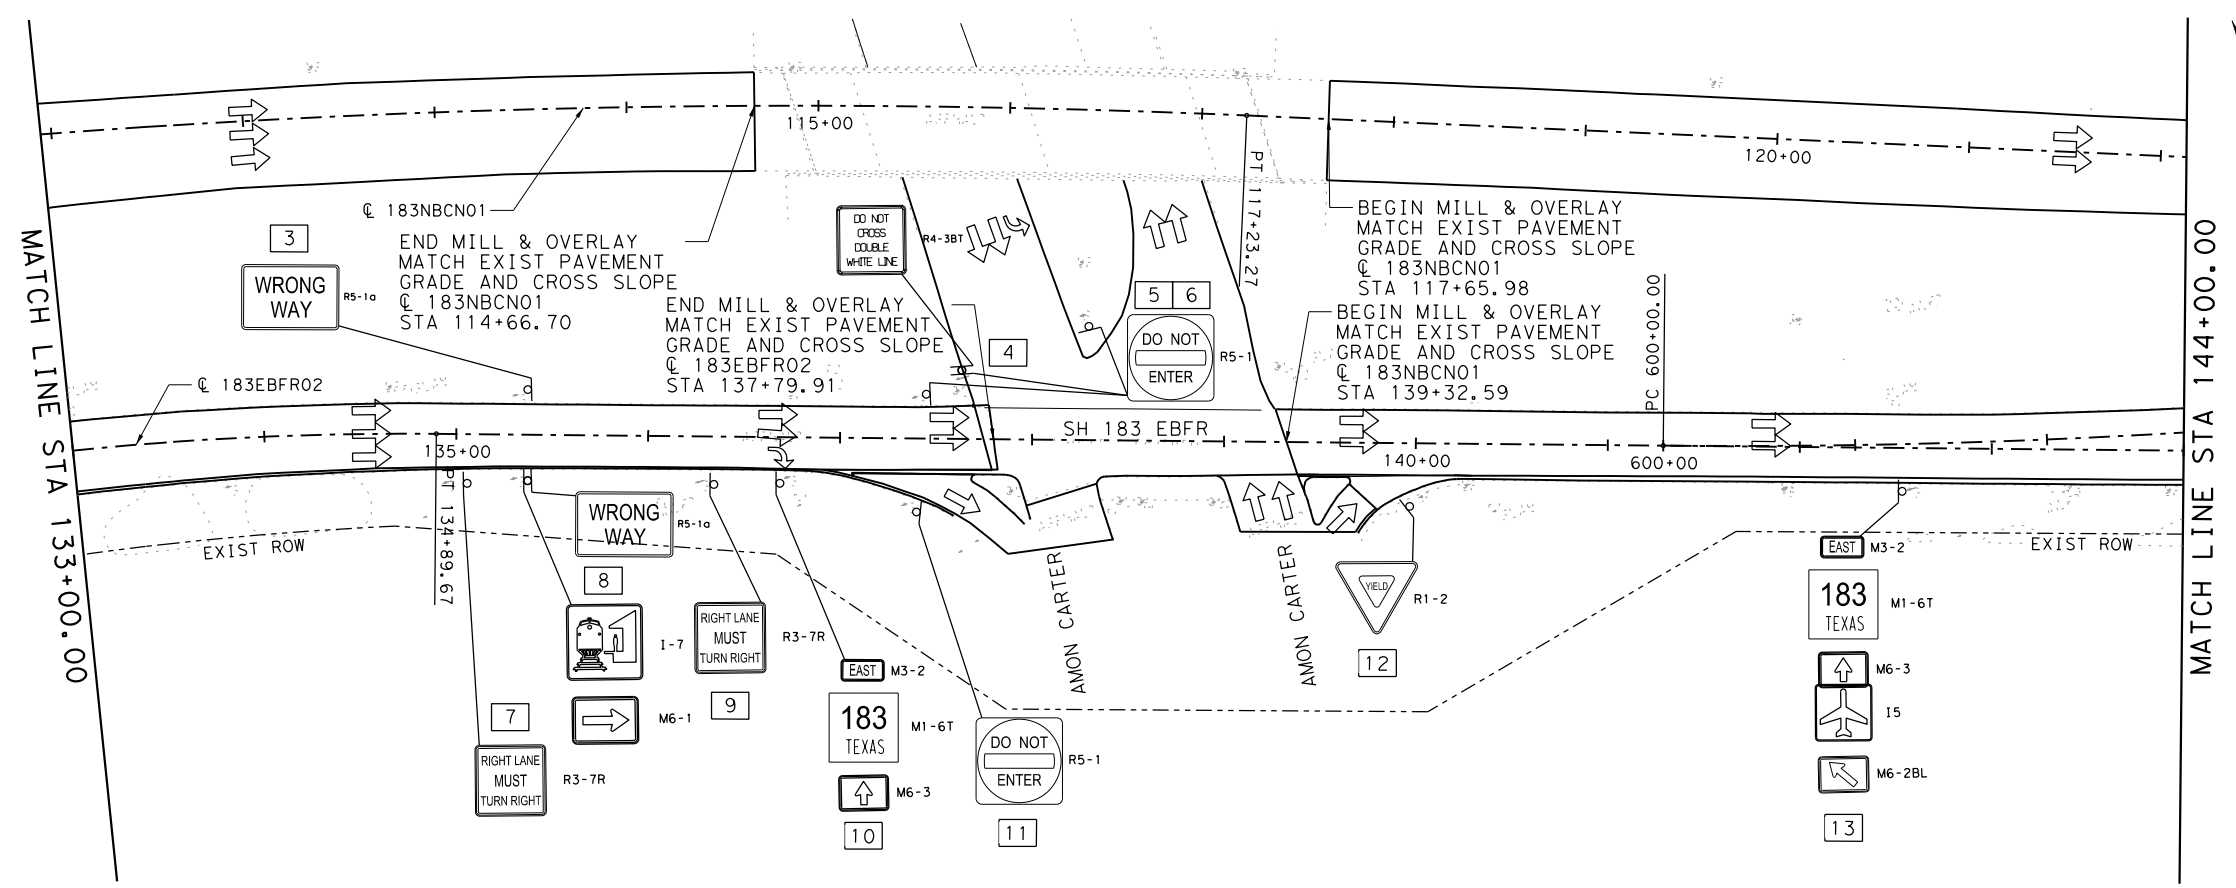 115+00
120+00
℄ 183NBCN01
END MILL & OVERLAY
MATCH EXIST PAVEMENT
GRADE AND CROSS SLOPE
℄ 183NBCN01
STA 114+66.70
3
WRONG
WAY
R5-1a
DO NOT
CROSS
DOUBLE
WHITE LINE
R4-3BT
PT 117+23.27
BEGIN MILL & OVERLAY
MATCH EXIST PAVEMENT
GRADE AND CROSS SLOPE
℄ 183NBCN01
STA 117+65.98
END MILL & OVERLAY
MATCH EXIST PAVEMENT
GRADE AND CROSS SLOPE
℄ 183EBFR02
STA 137+79.91
4
5 6
DO NOT
ENTER
R5-1
BEGIN MILL & OVERLAY
MATCH EXIST PAVEMENT
GRADE AND CROSS SLOPE
℄ 183NBCN01
STA 139+32.59
PC 600+00.00
MATCH LINE STA 133+00.00
MATCH LINE STA 144+00.00
℄ 183EBFR02
135+00
SH 183 EBFR
140+00
600+00
PT 134+89.67
EXIST ROW
EXIST ROW
WRONG
WAY
R5-1a
8
I-7
M6-1
7
RIGHT LANE
MUST
TURN RIGHT
R3-7R
RIGHT LANE
MUST
TURN RIGHT
R3-7R
9
EAST M3-2
183
TEXAS
M1-6T
M6-3
10
DO NOT
ENTER
R5-1
11
AMON CARTER
AMON CARTER
YIELD
R1-2
12
EAST M3-2
183
TEXAS
M1-6T
M6-3
I5
M6-2BL
13